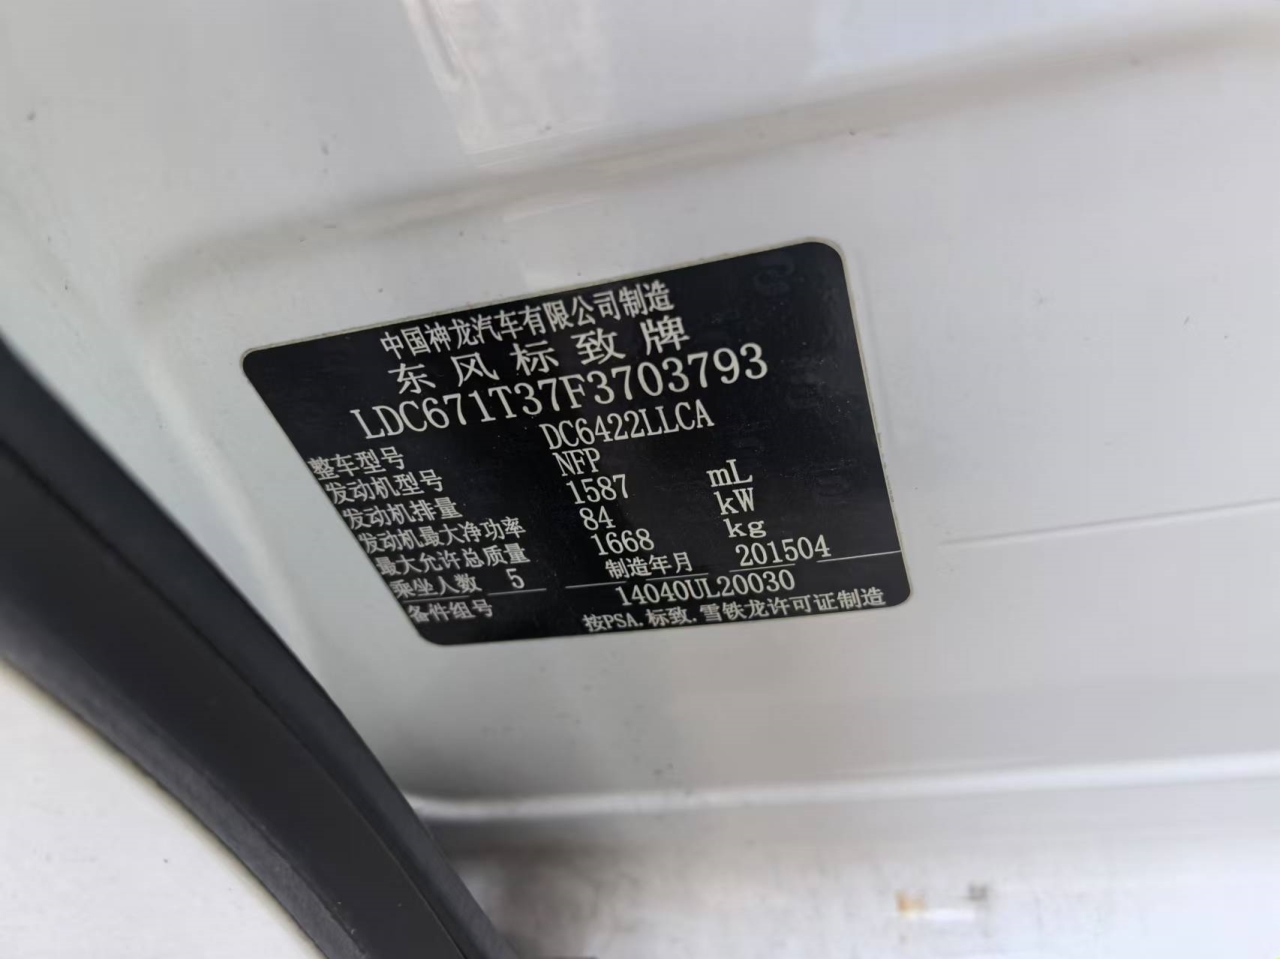 中国神龙汽车有限公司制造
东风标致牌
LDC671T37F3703793
整车型号 DC6422LLCA
发动机型号 NFP
发动机排量 1587 mL
发动机最大净功率 84 kW
最大允许总质量 1668 kg
乘坐人数 5 制造年月 201504
备件组号 14040UL20030
按PSA.标致.雪铁龙许可证制造